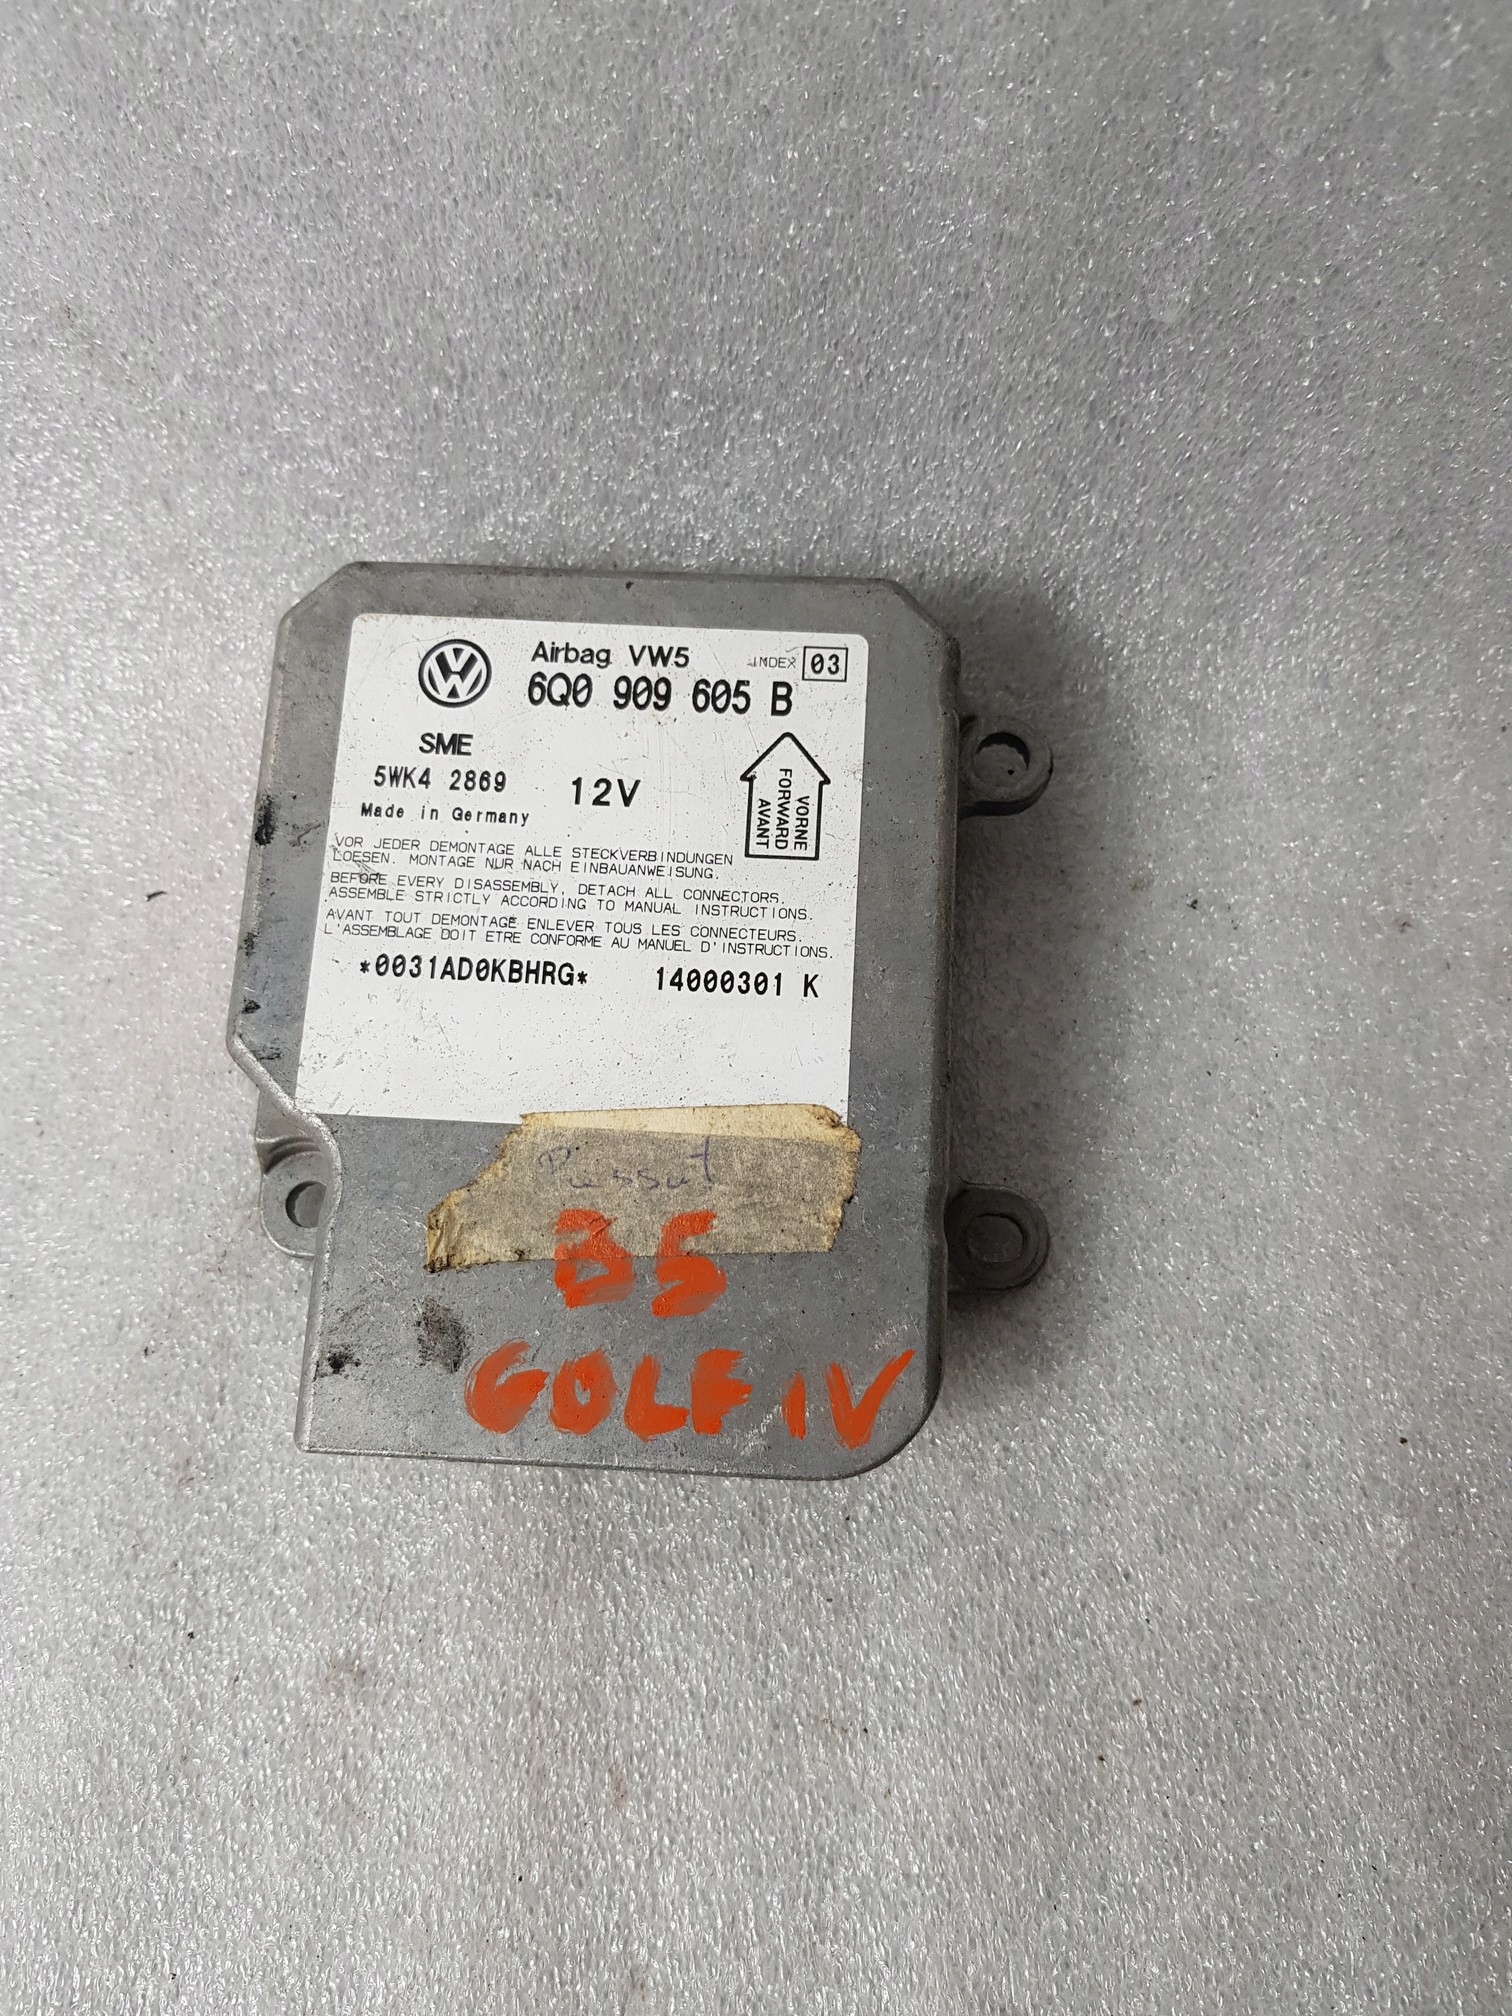 Airbag VW5 INDEX 03
6Q0 909 605 B
SME
5WK4 2869 12V
Made in Germany
VORNE
FORWARD
AVANT
VOR JEDER DEMONTAGE ALLE STECKVERBINDUNGEN
LOESEN. MONTAGE NUR NACH EINBAUANWEISUNG.
BEFORE EVERY DISASSEMBLY, DETACH ALL CONNECTORS.
ASSEMBLE STRICTLY ACCORDING TO MANUAL INSTRUCTIONS.
AVANT TOUT DEMONTAGE ENLEVER TOUS LES CONNECTEURS.
L'ASSEMBLAGE DOIT ETRE CONFORME AU MANUEL D'INSTRUCTIONS.
*0031AD0KBHRG* 14000301 K
Passat
B5
GOLF IV